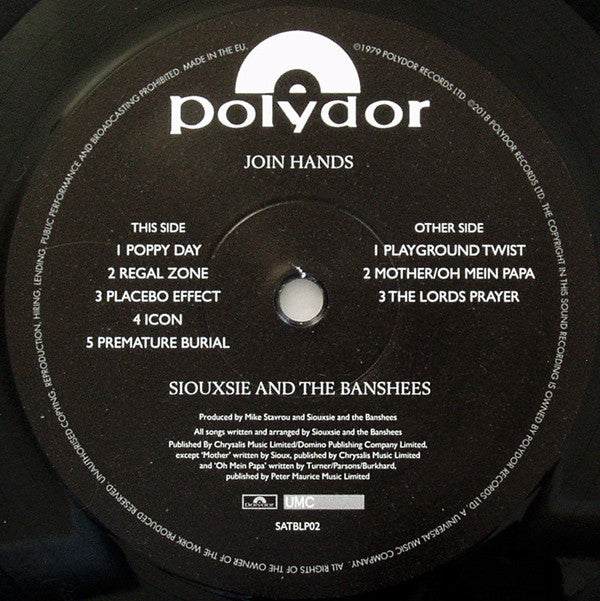 polydor
JOIN HANDS
THIS SIDE
1 POPPY DAY
2 REGAL ZONE
3 PLACEBO EFFECT
4 ICON
5 PREMATURE BURIAL
OTHER SIDE
1 PLAYGROUND TWIST
2 MOTHER/OH MEIN PAPA
3 THE LORDS PRAYER
SIOUXSIE AND THE BANSHEES
Produced by Mike Stavrou and Siouxsie and the Banshees
All songs written and arranged by Siouxsie and the Banshees
Published By Chrysalis Music Limited/Domino Publishing Company Limited,
except 'Mother' written by Sioux, published by Chrysalis Music Limited
and 'Oh Mein Papa' written by Turner/Parsons/Burkhard,
published by Peter Maurice Music Limited
polydor UMC
SATBLP02
℗1979 POLYDOR RECORDS LTD. ©2018 POLYDOR RECORDS LTD. THE COPYRIGHT IN THIS SOUND RECORDING IS OWNED BY POLYDOR RECORDS LTD. A UNIVERSAL MUSIC COMPANY. ALL RIGHTS OF THE OWNER OF THE WORK PRODUCED RESERVED. UNAUTHORISED COPYING REPRODUCTION, HIRING, LENDING, PUBLIC PERFORMANCE AND BROADCASTING PROHIBITED. MADE IN THE EU.